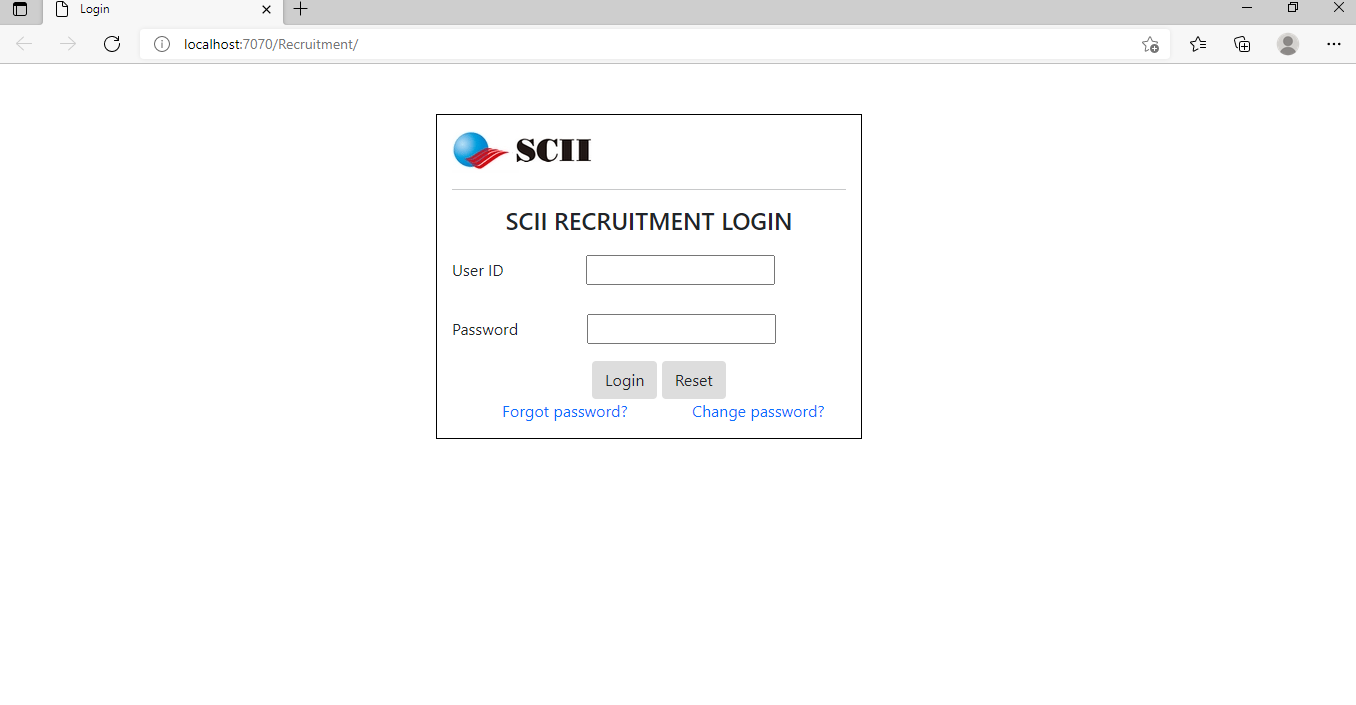 Login
localhost:7070/Recruitment/
SCII
SCII RECRUITMENT LOGIN
User ID
Password
Login Reset
Forgot password? Change password?